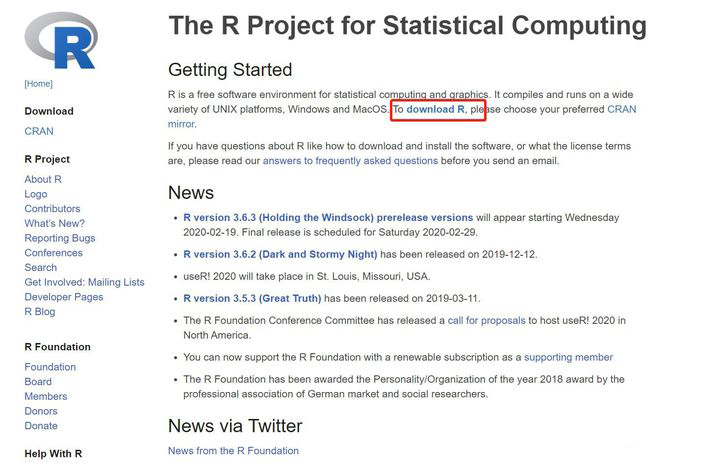 R
The R Project for Statistical Computing
[Home]
Download
CRAN
R Project
About R
Logo
Contributors
What's New?
Reporting Bugs
Conferences
Search
Get Involved: Mailing Lists
Developer Pages
R Blog
R Foundation
Foundation
Board
Members
Donors
Donate
Help With R
Getting Started
R is a free software environment for statistical computing and graphics. It compiles and runs on a wide
variety of UNIX platforms, Windows and MacOS. To download R, please choose your preferred CRAN
mirror.
If you have questions about R like how to download and install the software, or what the license terms
are, please read our answers to frequently asked questions before you send an email.
News
• R version 3.6.3 (Holding the Windsock) prerelease versions will appear starting Wednesday
2020-02-19. Final release is scheduled for Saturday 2020-02-29.
• R version 3.6.2 (Dark and Stormy Night) has been released on 2019-12-12.
• useR! 2020 will take place in St. Louis, Missouri, USA.
• R version 3.5.3 (Great Truth) has been released on 2019-03-11.
• The R Foundation Conference Committee has released a call for proposals to host useR! 2020 in
North America.
• You can now support the R Foundation with a renewable subscription as a supporting member
• The R Foundation has been awarded the Personality/Organization of the year 2018 award by the
professional association of German market and social researchers.
News via Twitter
News from the R Foundation